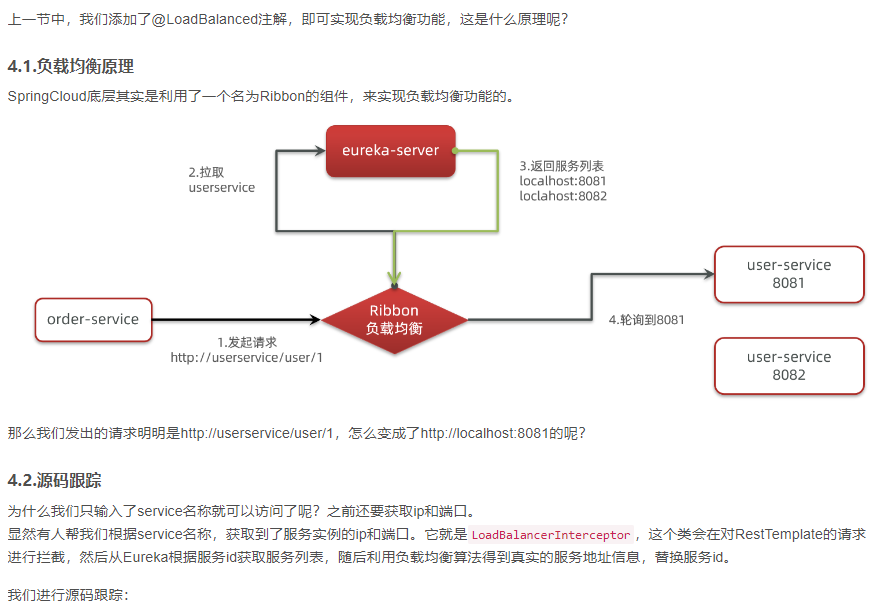 上一节中，我们添加了@LoadBalanced注解，即可实现负载均衡功能，这是什么原理呢？
4.1.负载均衡原理
SpringCloud底层其实是利用了一个名为Ribbon的组件，来实现负载均衡功能的。
eureka-server
2.拉取
userservice
3.返回服务列表
localhost:8081
loclahost:8082
user-service
8081
order-service
Ribbon
负载均衡
4.轮询到8081
1.发起请求
http://userservice/user/1
user-service
8082
那么我们发出的请求明明是http://userservice/user/1，怎么变成了http://localhost:8081的呢？
4.2.源码跟踪
为什么我们只输入了service名称就可以访问了呢？之前还要获取ip和端口。
显然有人帮我们根据service名称，获取到了服务实例的ip和端口。它就是LoadBalancerInterceptor，这个类会在对RestTemplate的请求
进行拦截，然后从Eureka根据服务id获取服务列表，随后利用负载均衡算法得到真实的服务地址信息，替换服务id。
我们进行源码跟踪：